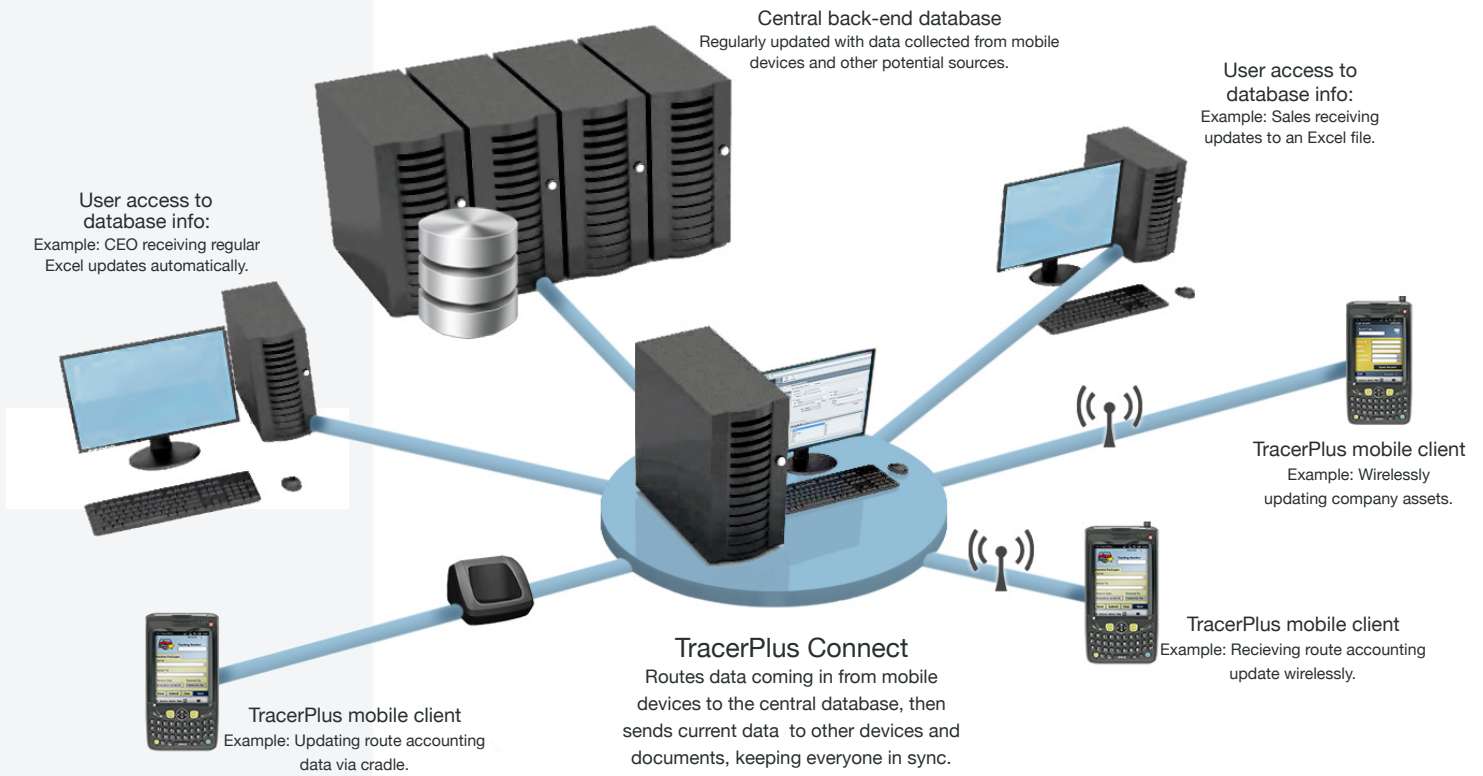 Central back-end database
Regularly updated with data collected from mobile
devices and other potential sources.
User access to
database info:
Example: Sales receiving
updates to an Excel file.
User access to
database info:
Example: CEO receiving regular
Excel updates automatically.
TracerPlus mobile client
Example: Wirelessly
updating company assets.
TracerPlus mobile client
Example: Recieving route accounting
update wirelessly.
TracerPlus Connect
Routes data coming in from mobile
devices to the central database, then
sends current data to other devices and
documents, keeping everyone in sync.
TracerPlus mobile client
Example: Updating route accounting
data via cradle.